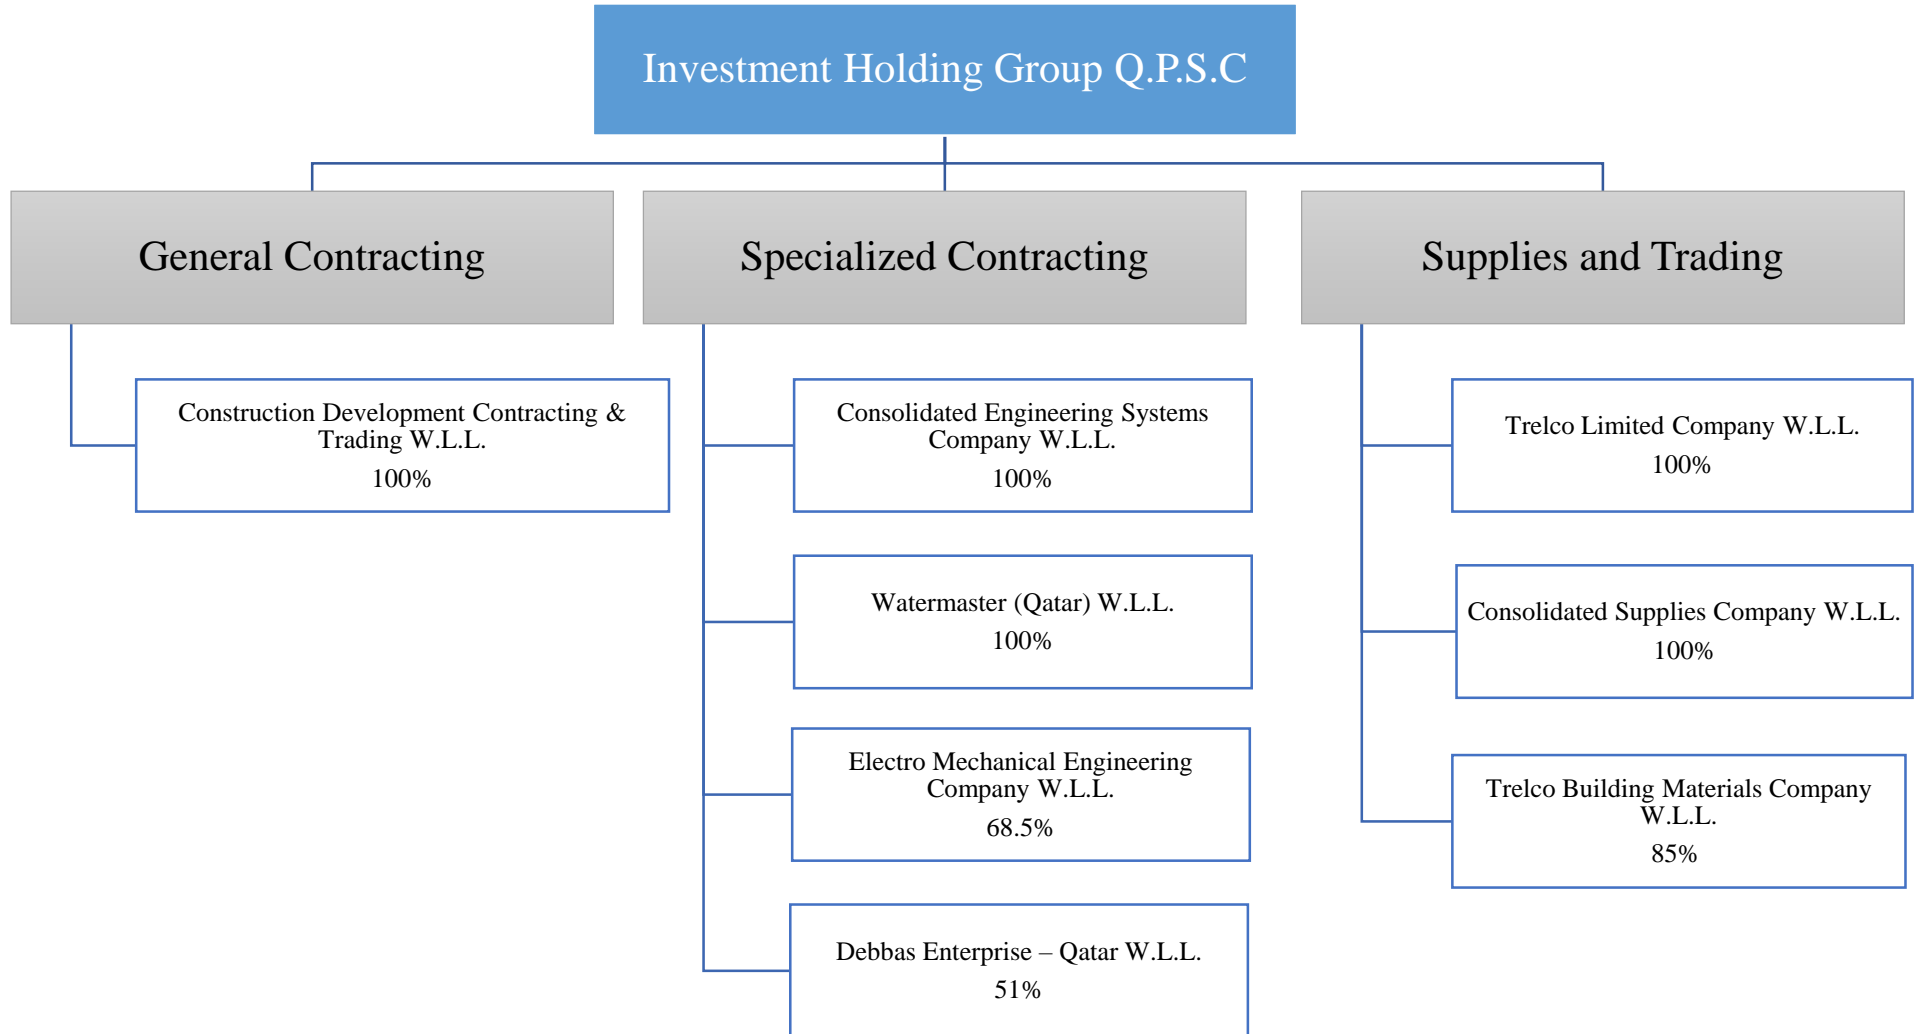 Investment Holding Group Q.P.S.C
General Contracting
Specialized Contracting
Supplies and Trading
Construction Development Contracting &
Trading W.L.L.
100%
Consolidated Engineering Systems
Company W.L.L.
100%
Watermaster (Qatar) W.L.L.
100%
Electro Mechanical Engineering
Company W.L.L.
68.5%
Debbas Enterprise – Qatar W.L.L.
51%
Trelco Limited Company W.L.L.
100%
Consolidated Supplies Company W.L.L.
100%
Trelco Building Materials Company
W.L.L.
85%